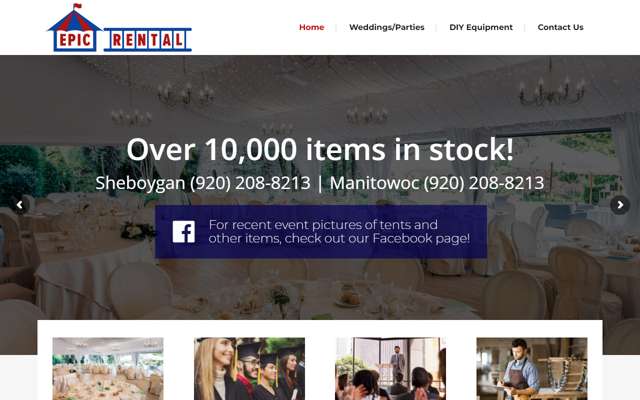 EPIC RENTAL
Home
Weddings/Parties
DIY Equipment
Contact Us
Over 10,000 items in stock!
Sheboygan (920) 208-8213 | Manitowoc (920) 208-8213
For recent event pictures of tents and
other items, check out our Facebook page!